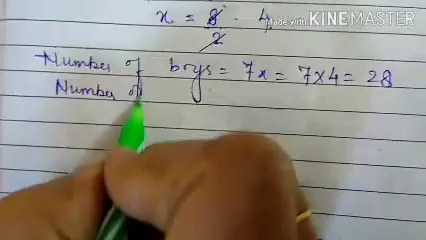 x = 8 - 4
2
Made with KINEMASTER
Number of boys = 7x = 7x4 = 28
Number of